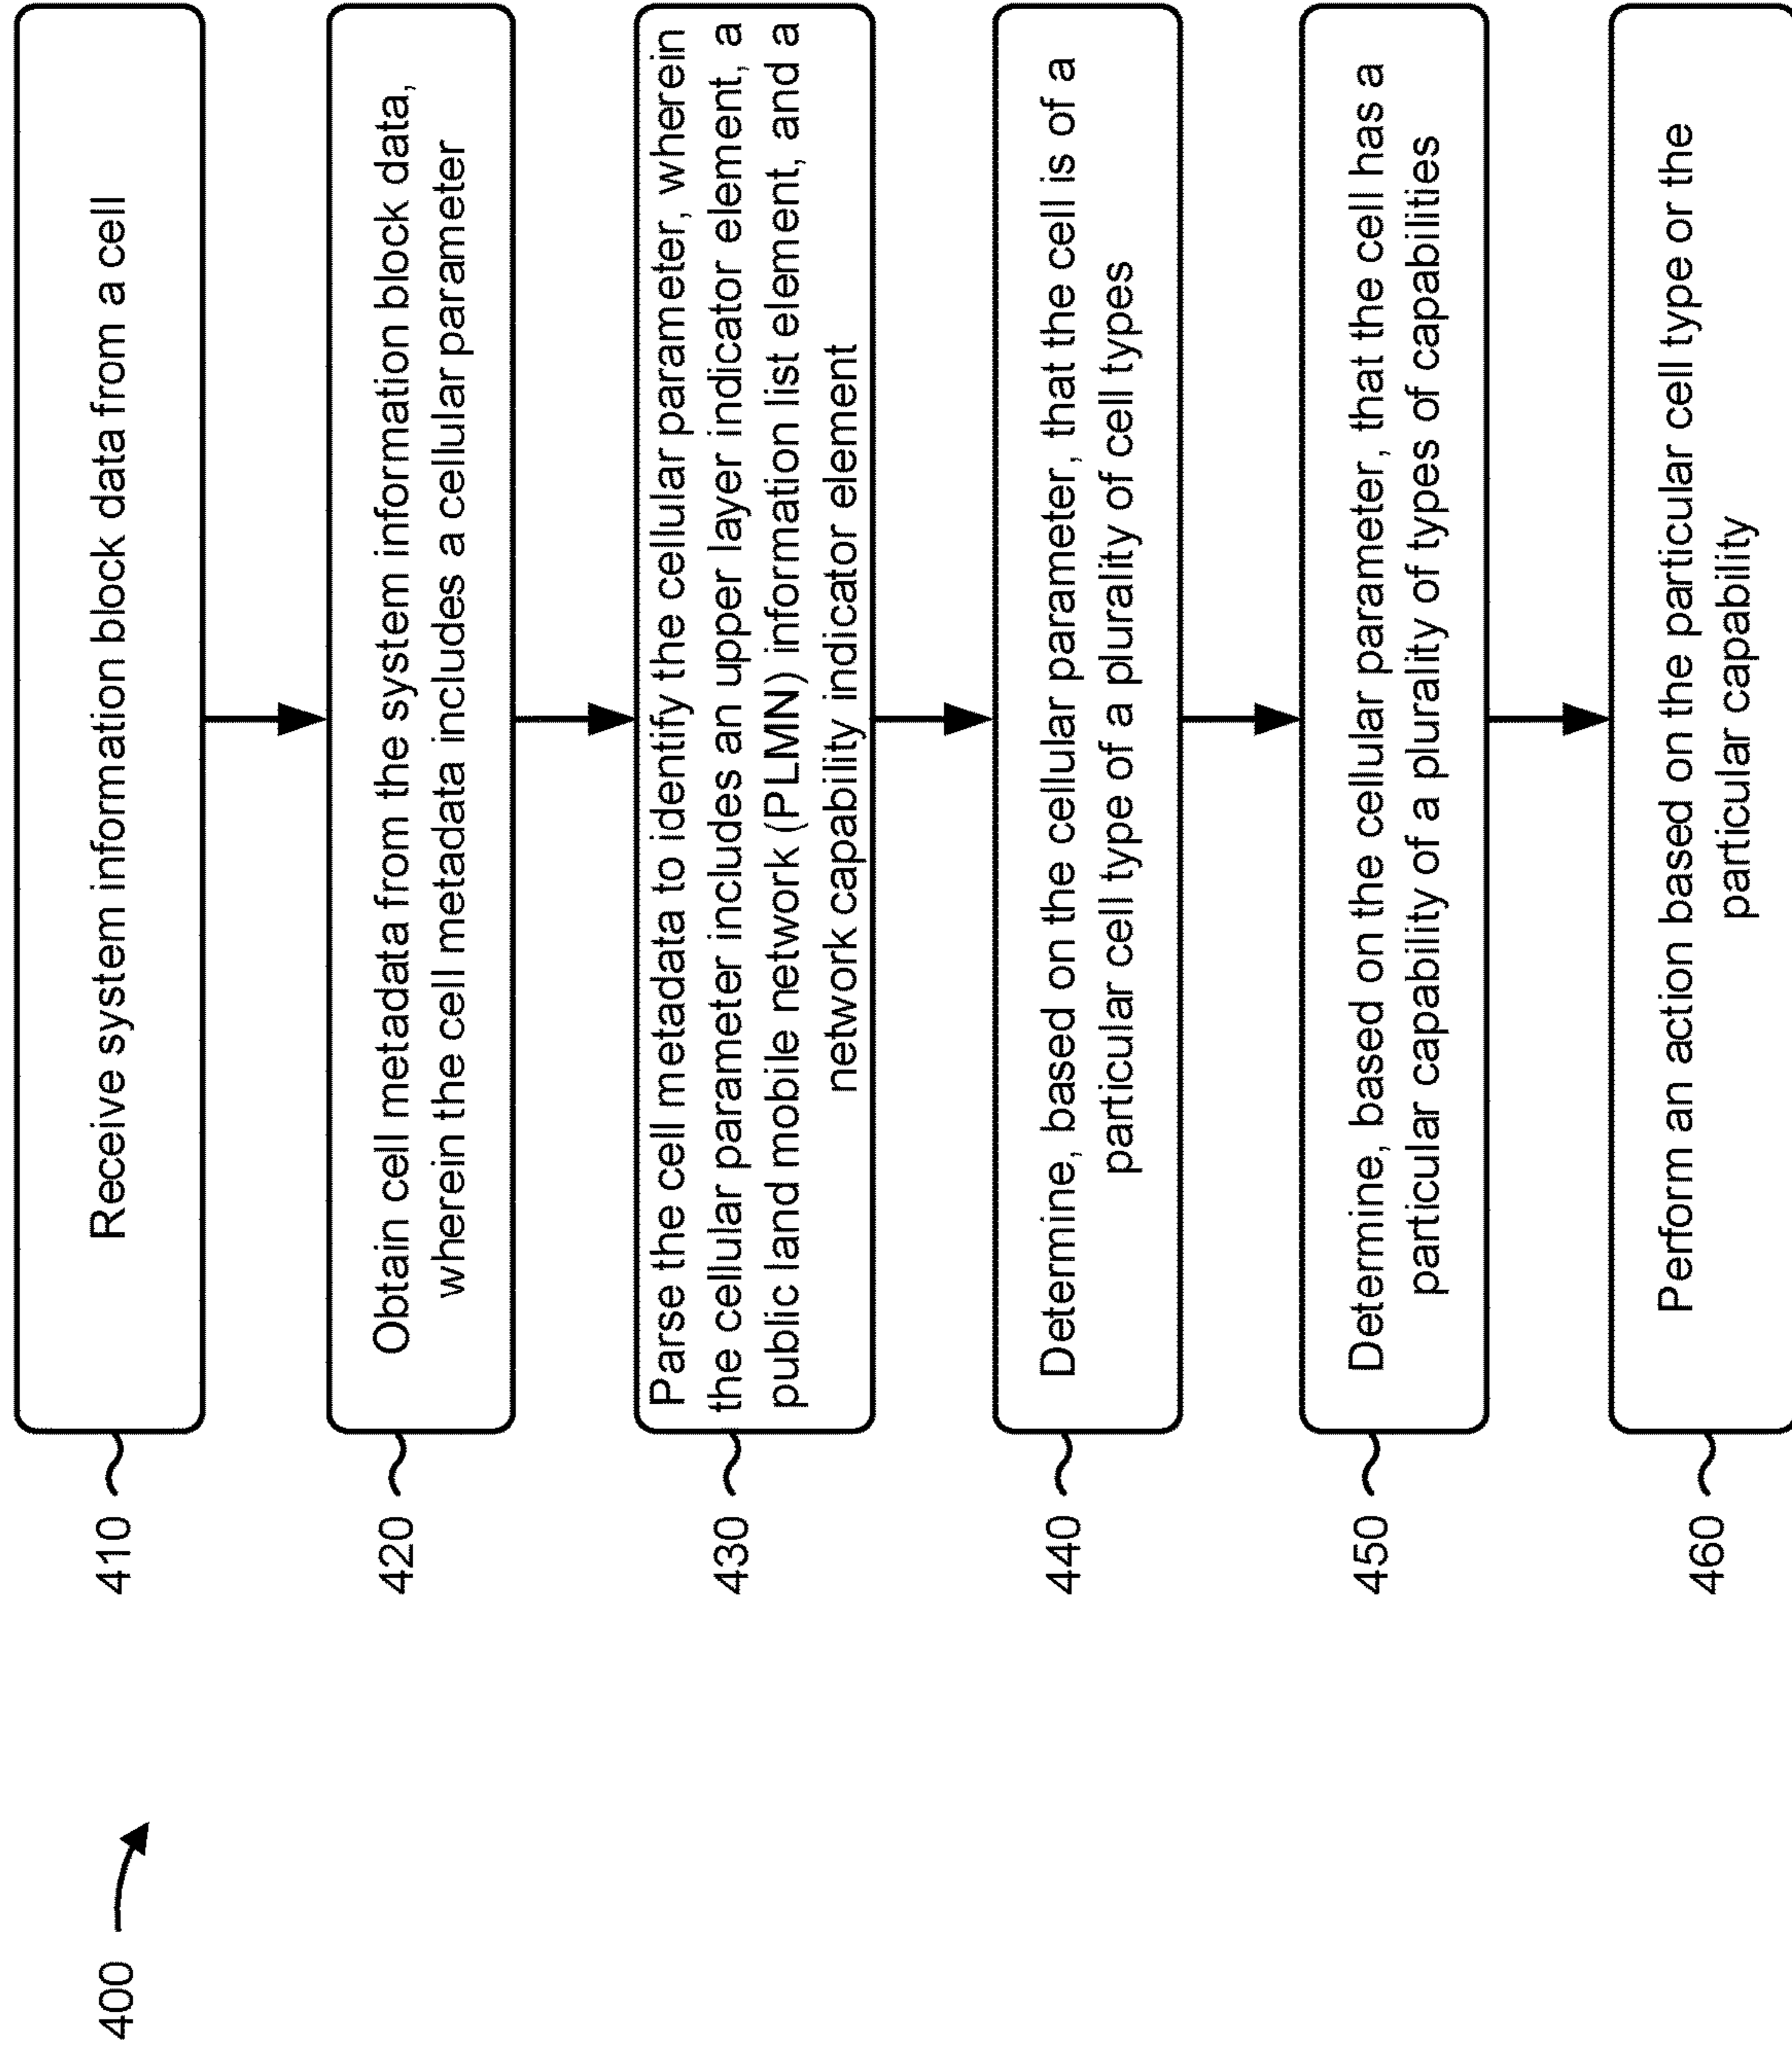 400
410
Receive system information block data from a cell
420
Obtain cell metadata from the system information block data,
wherein the cell metadata includes a cellular parameter
430
Parse the cell metadata to identify the cellular parameter, wherein
the cellular parameter includes an upper layer indicator element, a
public land mobile network (PLMN) information list element, and a
network capability indicator element
440
Determine, based on the cellular parameter, that the cell is of a
particular cell type of a plurality of cell types
450
Determine, based on the cellular parameter, that the cell has a
particular capability of a plurality of types of capabilities
460
Perform an action based on the particular cell type or the
particular capability